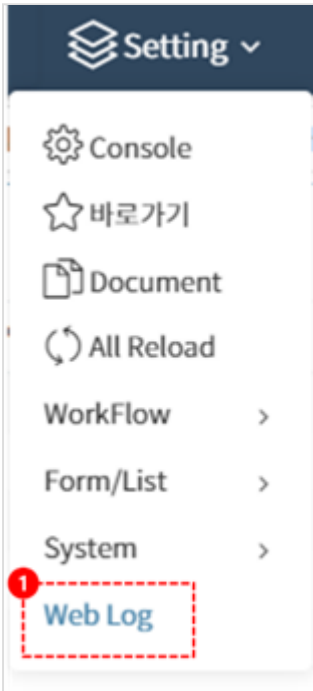 Setting
Console
바로가기
Document
All Reload
WorkFlow
Form/List
System
1
Web Log